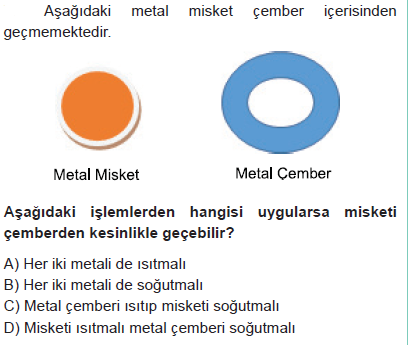 Aşağıdaki metal misket çember içerisinden
geçmemektedir.
Metal Misket
Metal Çember
Aşağıdaki işlemlerden hangisi uygularsa misketi
çemberden kesinlikle geçebilir?
A) Her iki metali de ısıtmalı
B) Her iki metali de soğutmalı
C) Metal çemberi ısıtıp misketi soğutmalı
D) Misketi ısıtmalı metal çemberi soğutmalı